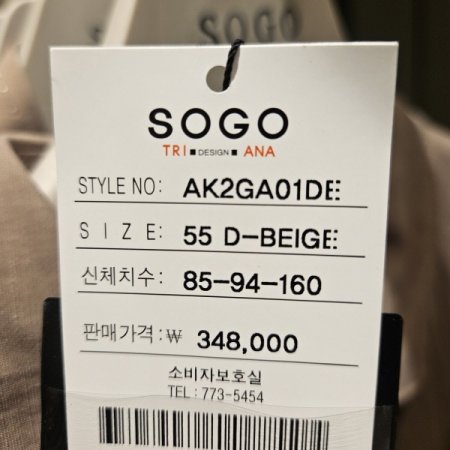 SOGO
SOGO
TRI ■ DESIGN ■ ANA
STYLE NO: AK2GA01DE
SIZE: 55 D-BEIGE
신체치수: 85-94-160
판매가격: ₩ 348,000
소비자보호실
TEL: 773-5454